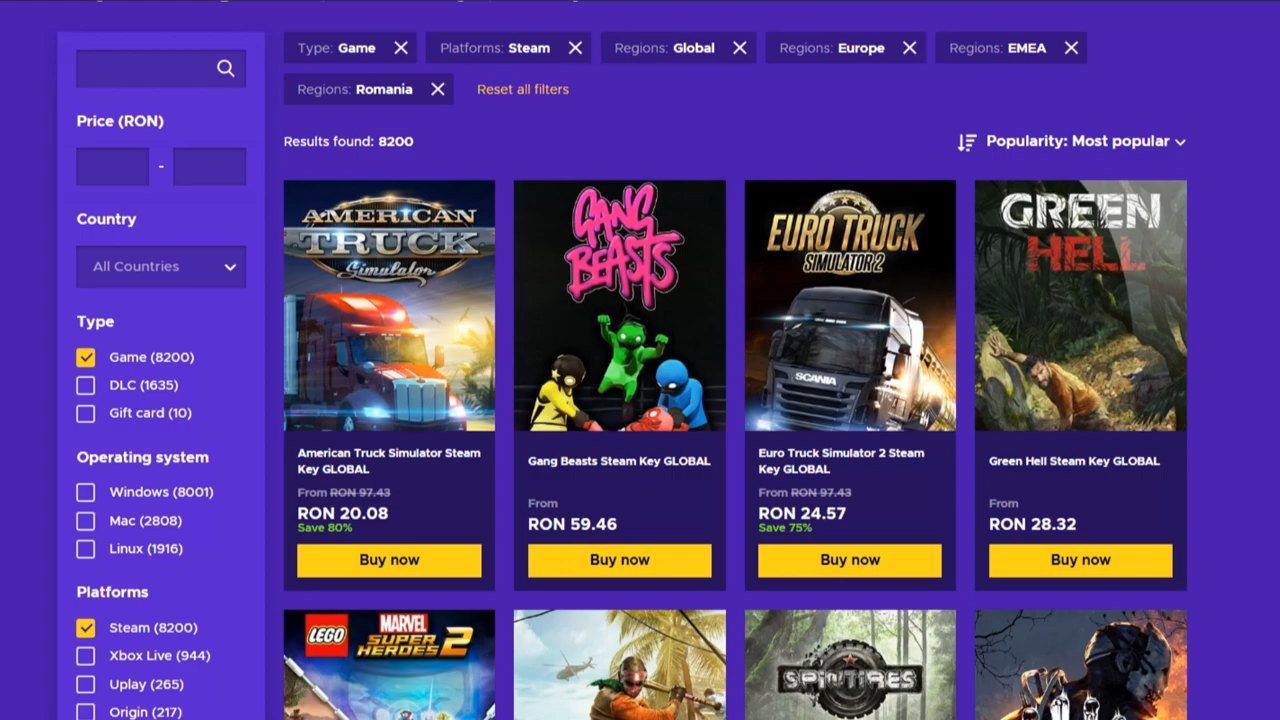 Type: Game
Platforms: Steam
Regions: Global
Regions: Europe
Regions: EMEA
Regions: Romania
Reset all filters
Price (RON)
-
Country
All Countries
Type
Game (8200)
DLC (1635)
Gift card (10)
Operating system
Windows (8001)
Mac (2808)
Linux (1916)
Platforms
Steam (8200)
Xbox Live (944)
Uplay (265)
Origin (217)
Results found: 8200
Popularity: Most popular
AMERICAN
TRUCK
Simulator
American Truck Simulator Steam
Key GLOBAL
From RON 97.43
RON 20.08
Save 80%
Buy now
GANG
BEASTS
Gang Beasts Steam Key GLOBAL
From
RON 59.46
Buy now
EURO TRUCK
SIMULATOR 2
SCANIA
Euro Truck Simulator 2 Steam
Key GLOBAL
From RON 97.43
RON 24.57
Save 75%
Buy now
GREEN
HELL
Green Hell Steam Key GLOBAL
From
RON 28.32
Buy now
LEGO
MARVEL
SUPER
HEROES 2
SPINTIRES